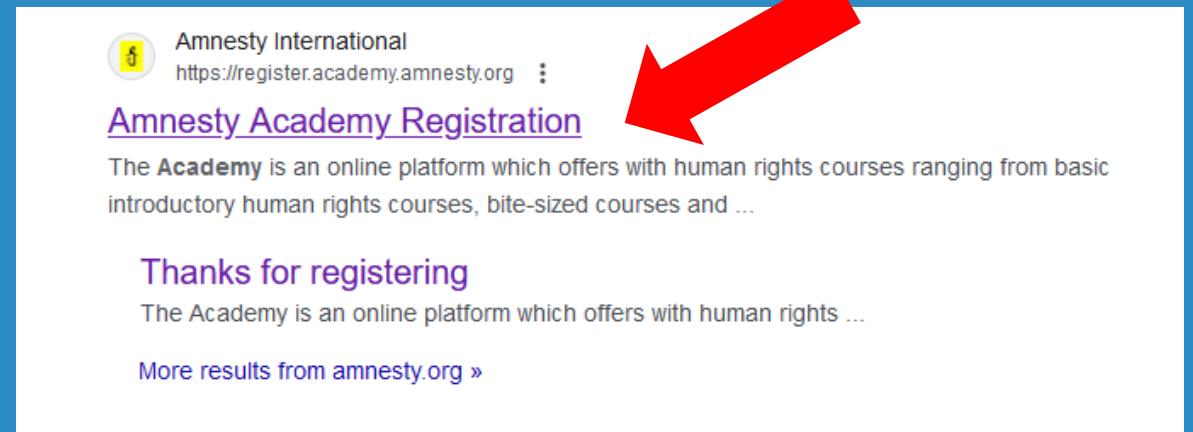 Amnesty International
https://register.academy.amnesty.org
Amnesty Academy Registration
The Academy is an online platform which offers with human rights courses ranging from basic
introductory human rights courses, bite-sized courses and ...
Thanks for registering
The Academy is an online platform which offers with human rights ...
More results from amnesty.org »